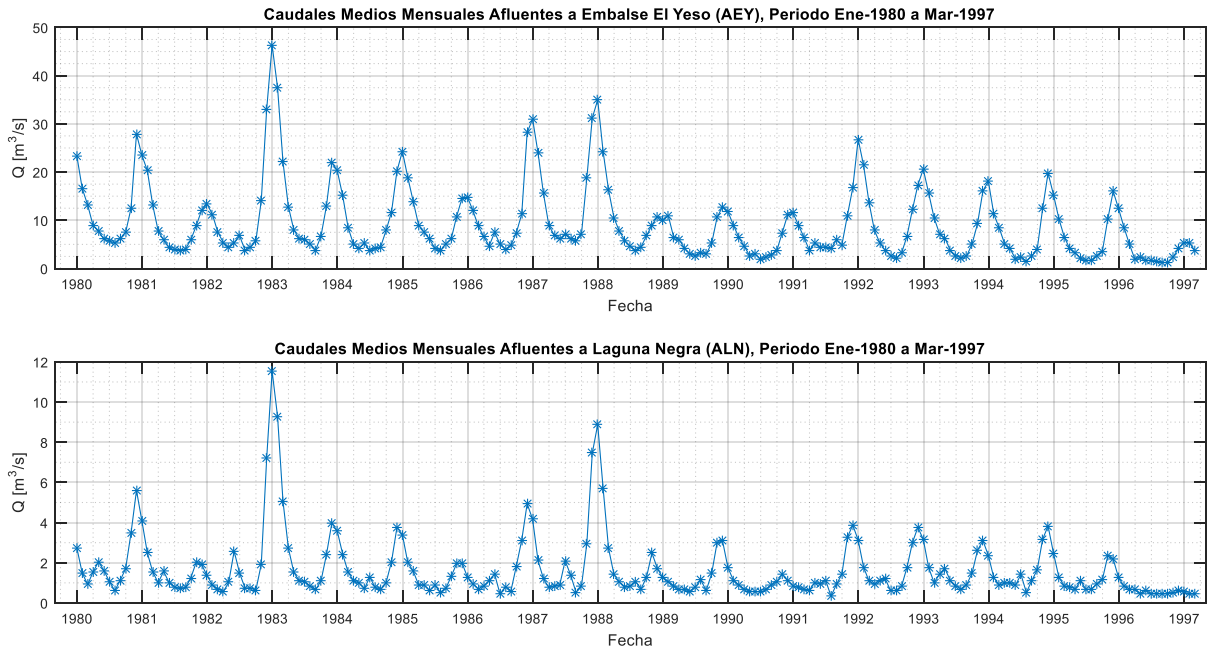 Caudales Medios Mensuales Afluentes a Embalse El Yeso (AEY), Periodo Ene-1980 a Mar-1997
50
40
30
20
10
0
Q [m³/s]
1980 1981 1982 1983 1984 1985 1986 1987 1988 1989 1990 1991 1992 1993 1994 1995 1996 1997
Fecha
Caudales Medios Mensuales Afluentes a Laguna Negra (ALN), Periodo Ene-1980 a Mar-1997
12
10
8
6
4
2
0
Q [m³/s]
1980 1981 1982 1983 1984 1985 1986 1987 1988 1989 1990 1991 1992 1993 1994 1995 1996 1997
Fecha